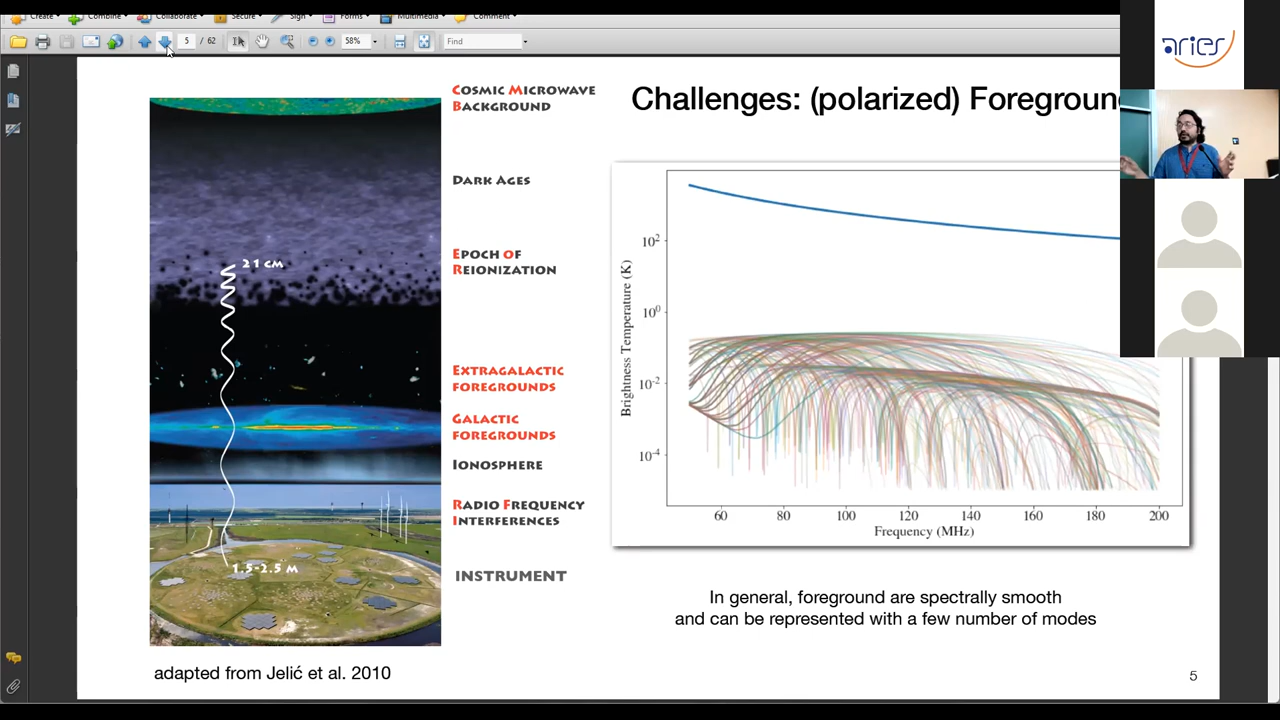 Create
Combine
Collaborate
Secure
Sign
Forms
Multimedia
Comment
5 / 62
58%
Find
aries
COSMIC MICROWAVE
BACKGROUND
DARK AGES
EPOCH OF
REIONIZATION
21 CM
EXTRAGALACTIC
FOREGROUNDS
GALACTIC
FOREGROUNDS
IONOSPHERE
RADIO FREQUENCY
INTERFERENCES
1.5-2.5 M
INSTRUMENT
adapted from Jelić et al. 2010
Challenges: (polarized) Foregroun
Brightness Temperature (K)
10²
10⁰
10⁻²
10⁻⁴
60 80 100 120 140 160 180 200
Frequency (MHz)
In general, foreground are spectrally smooth
and can be represented with a few number of modes
5